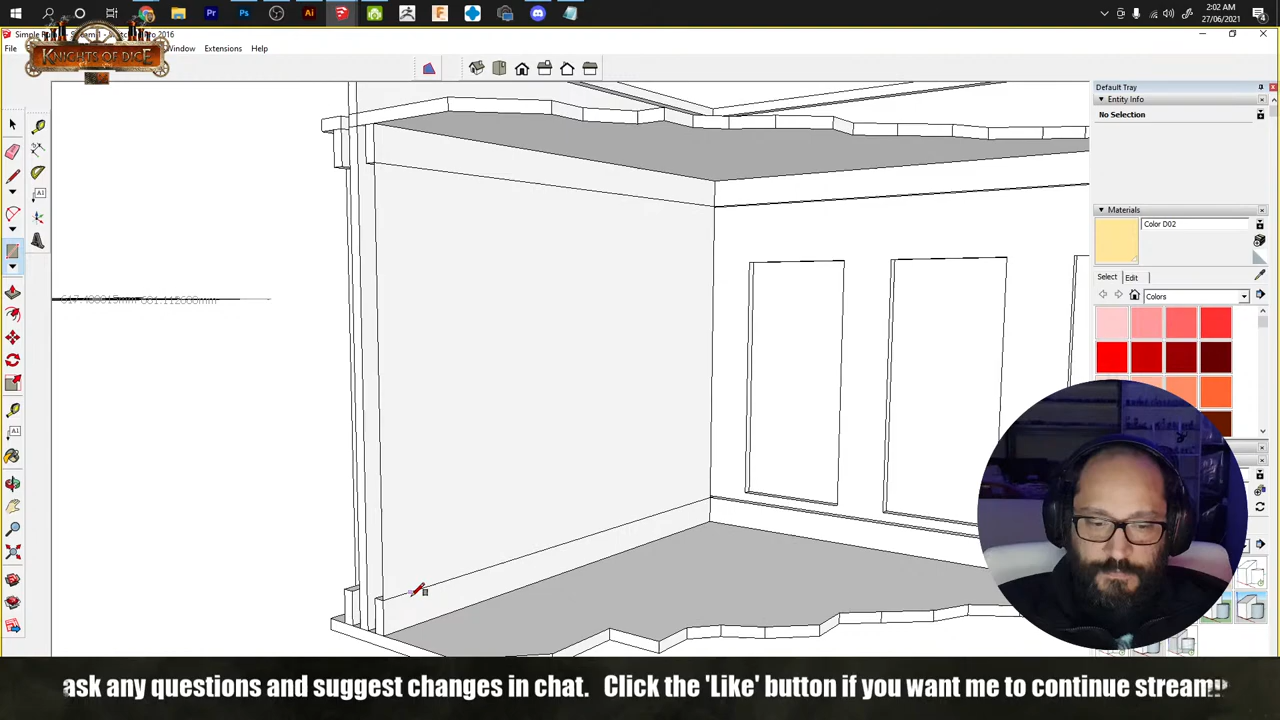 2:02 AM
27/06/2021
Pro 2016
KNIGHTS OF DICE
File
Window
Extensions
Help
Default Tray
Entity Info
No Selection
Materials
Color D02
Select
Edit
Colors
ask any questions and suggest changes in chat. Click the 'Like' button if you want me to continue